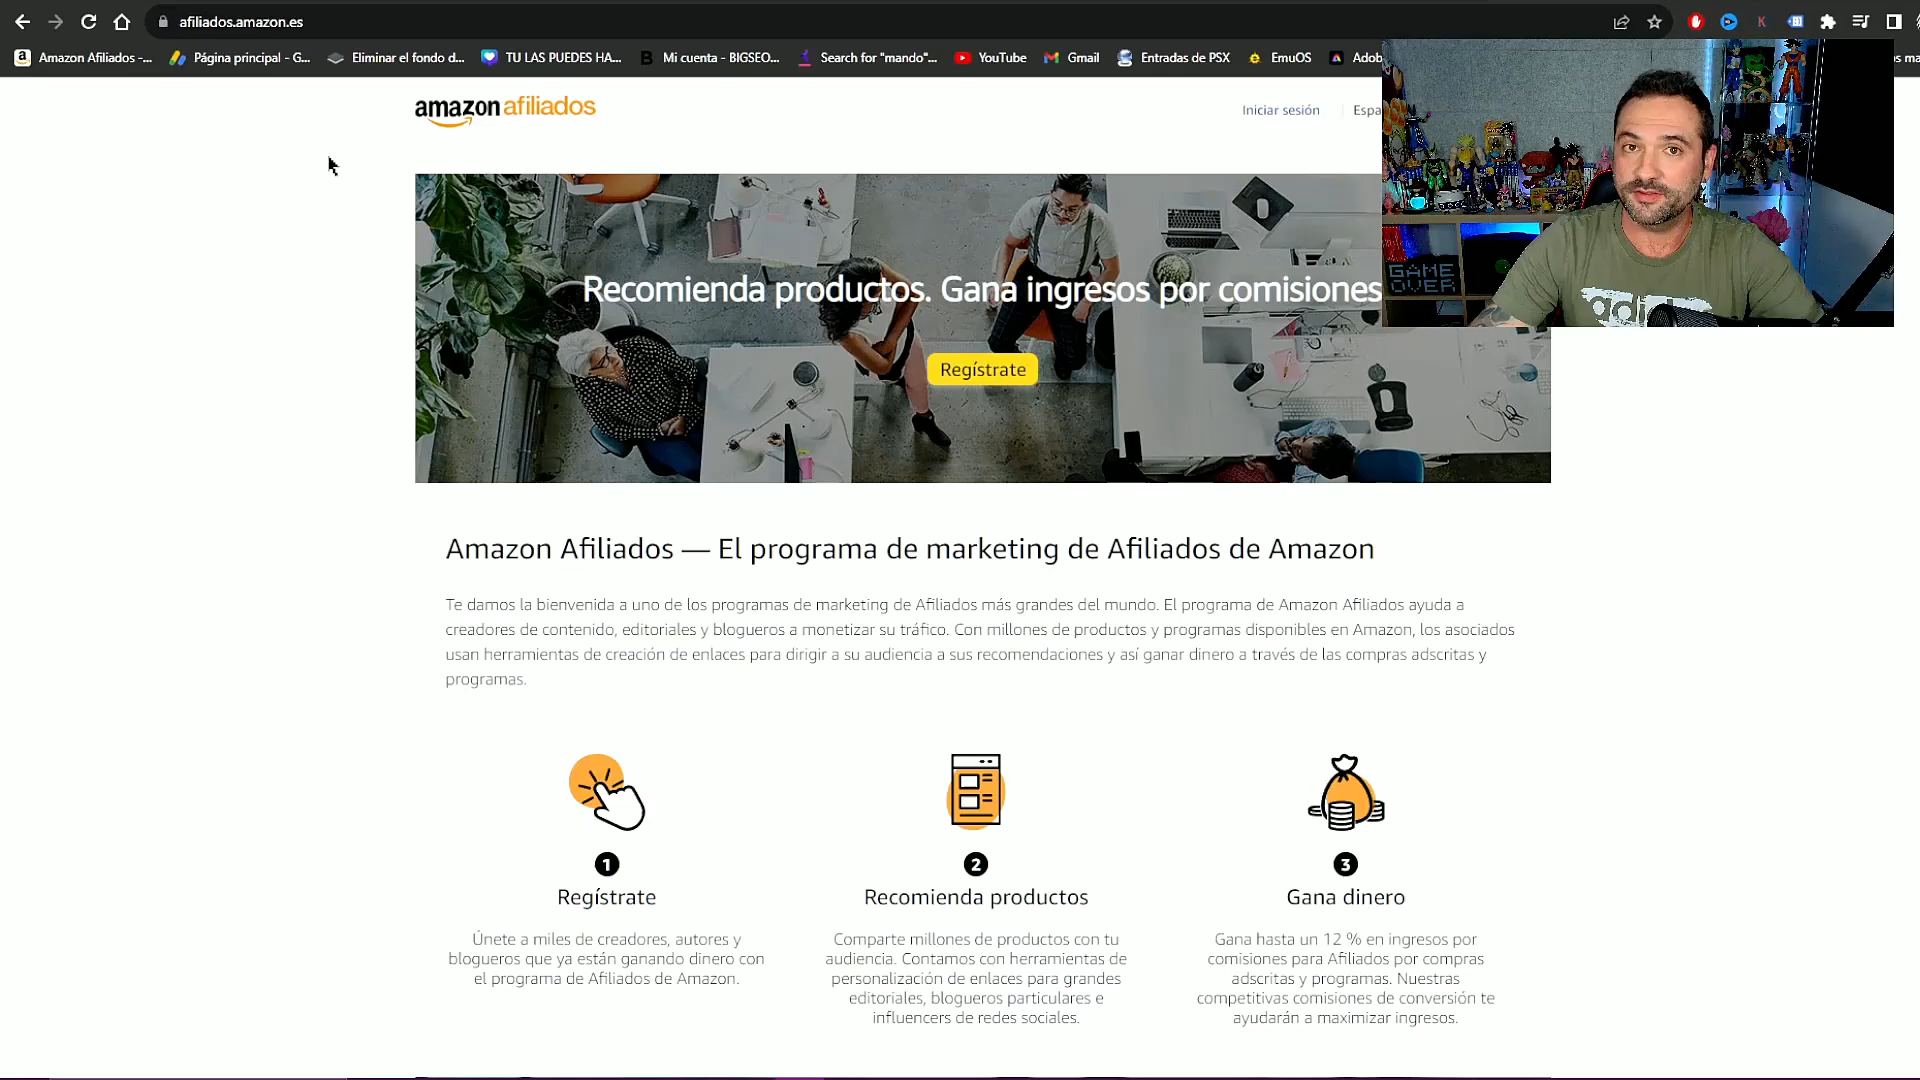 afiliados.amazon.es
Amazon Afiliados -...
Página principal - G...
Eliminar el fondo d...
TU LAS PUEDES HA...
Mi cuenta - BIGSEO...
Search for "mando"...
YouTube
Gmail
Entradas de PSX
EmuOS
Adob
amazon afiliados
Iniciar sesión
Espa
GAME
OVER
Recomienda productos. Gana ingresos por comisiones
Regístrate
Amazon Afiliados — El programa de marketing de Afiliados de Amazon
Te damos la bienvenida a uno de los programas de marketing de Afiliados más grandes del mundo. El programa de Amazon Afiliados ayuda a
creadores de contenido, editoriales y blogueros a monetizar su tráfico. Con millones de productos y programas disponibles en Amazon, los asociados
usan herramientas de creación de enlaces para dirigir a su audiencia a sus recomendaciones y así ganar dinero a través de las compras adscritas y
programas.
1
Regístrate
Únete a miles de creadores, autores y
blogueros que ya están ganando dinero con
el programa de Afiliados de Amazon.
2
Recomienda productos
Comparte millones de productos con tu
audiencia. Contamos con herramientas de
personalización de enlaces para grandes
editoriales, blogueros particulares e
influencers de redes sociales.
3
Gana dinero
Gana hasta un 12 % en ingresos por
comisiones para Afiliados por compras
adscritas y programas. Nuestras
competitivas comisiones de conversión te
ayudarán a maximizar ingresos.